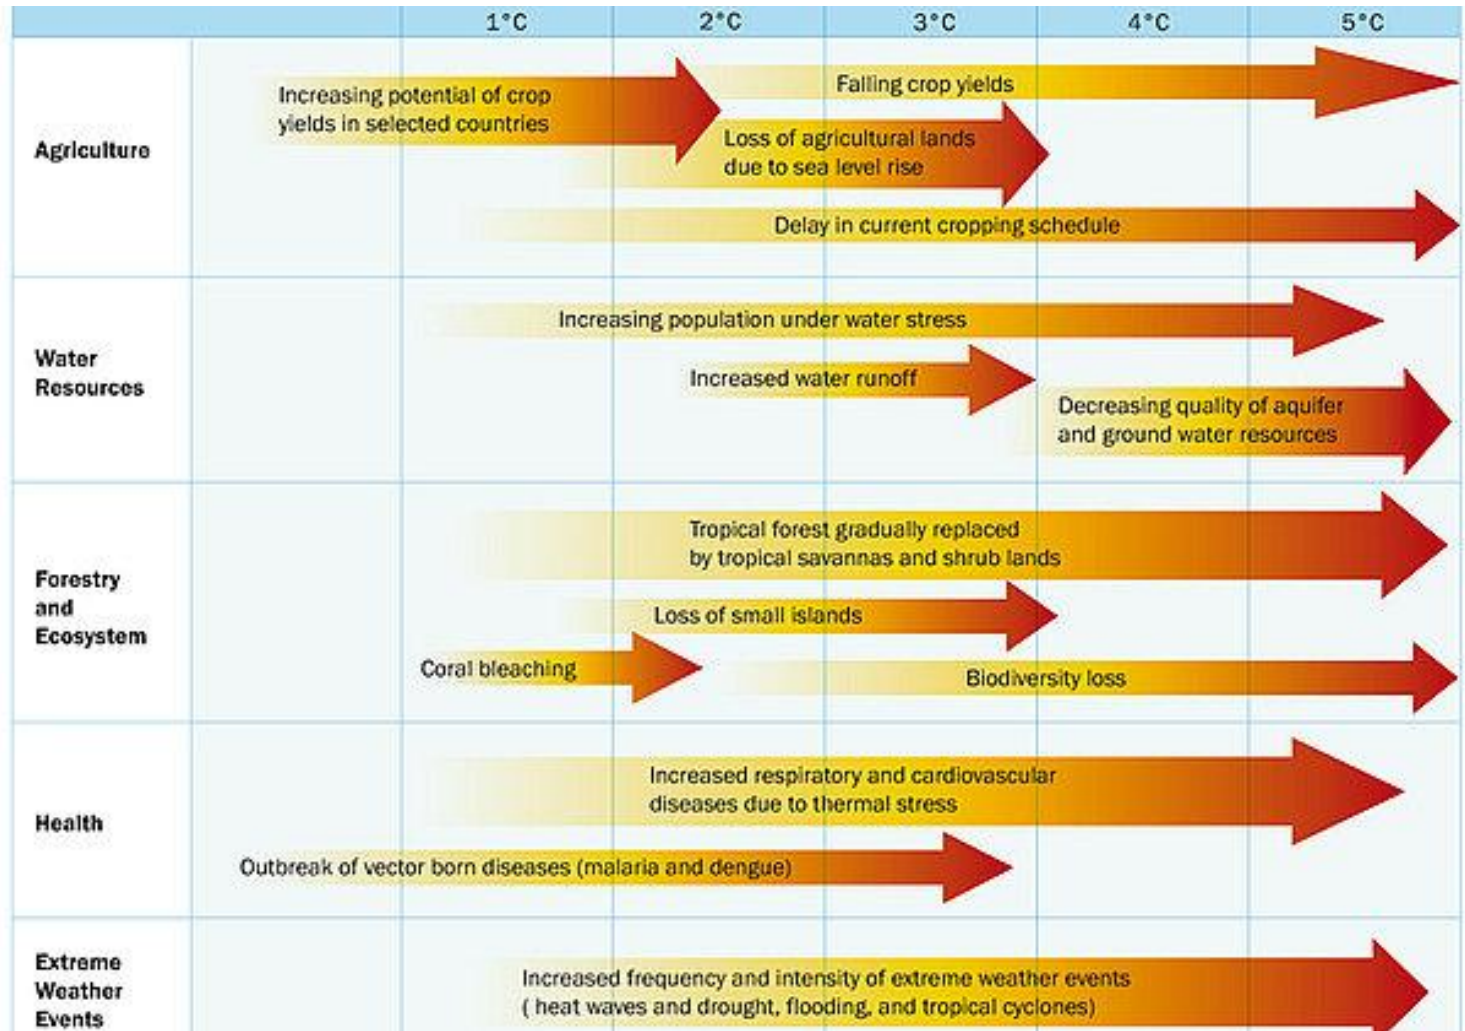 1°C 2°C 3°C 4°C 5°C
Agriculture
Increasing potential of crop
yields in selected countries
Falling crop yields
Loss of agricultural lands
due to sea level rise
Delay in current cropping schedule
Water
Resources
Increasing population under water stress
Increased water runoff
Decreasing quality of aquifer
and ground water resources
Forestry
and
Ecosystem
Tropical forest gradually replaced
by tropical savannas and shrub lands
Loss of small islands
Coral bleaching
Biodiversity loss
Health
Increased respiratory and cardiovascular
diseases due to thermal stress
Outbreak of vector born diseases (malaria and dengue)
Extreme
Weather
Events
Increased frequency and intensity of extreme weather events
( heat waves and drought, flooding, and tropical cyclones)